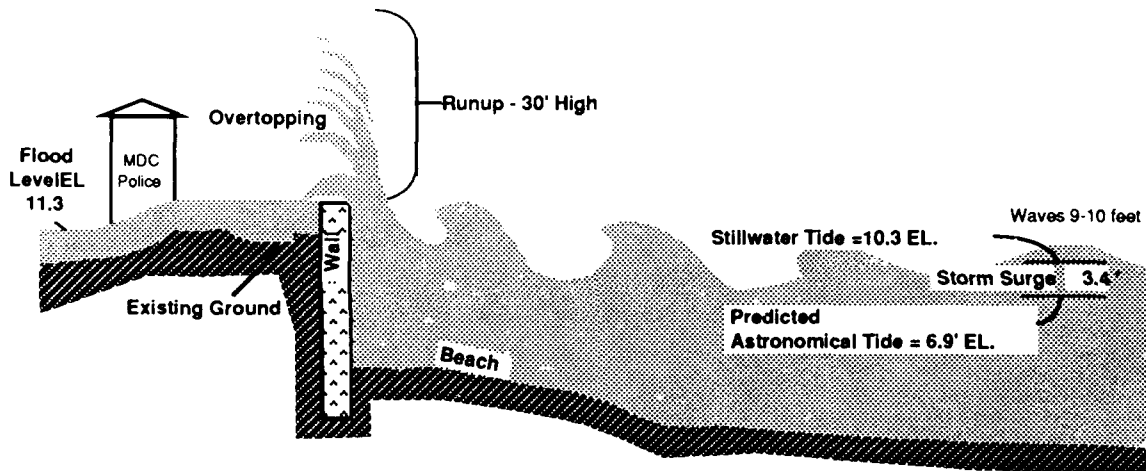 Runup - 30' High
Overtopping
Flood
LevelEL
11.3
MDC
Police
Wall
Existing Ground
Beach
Waves 9-10 feet
Stillwater Tide =10.3 EL.
Storm Surge 3.4'
Predicted
Astronomical Tide = 6.9' EL.